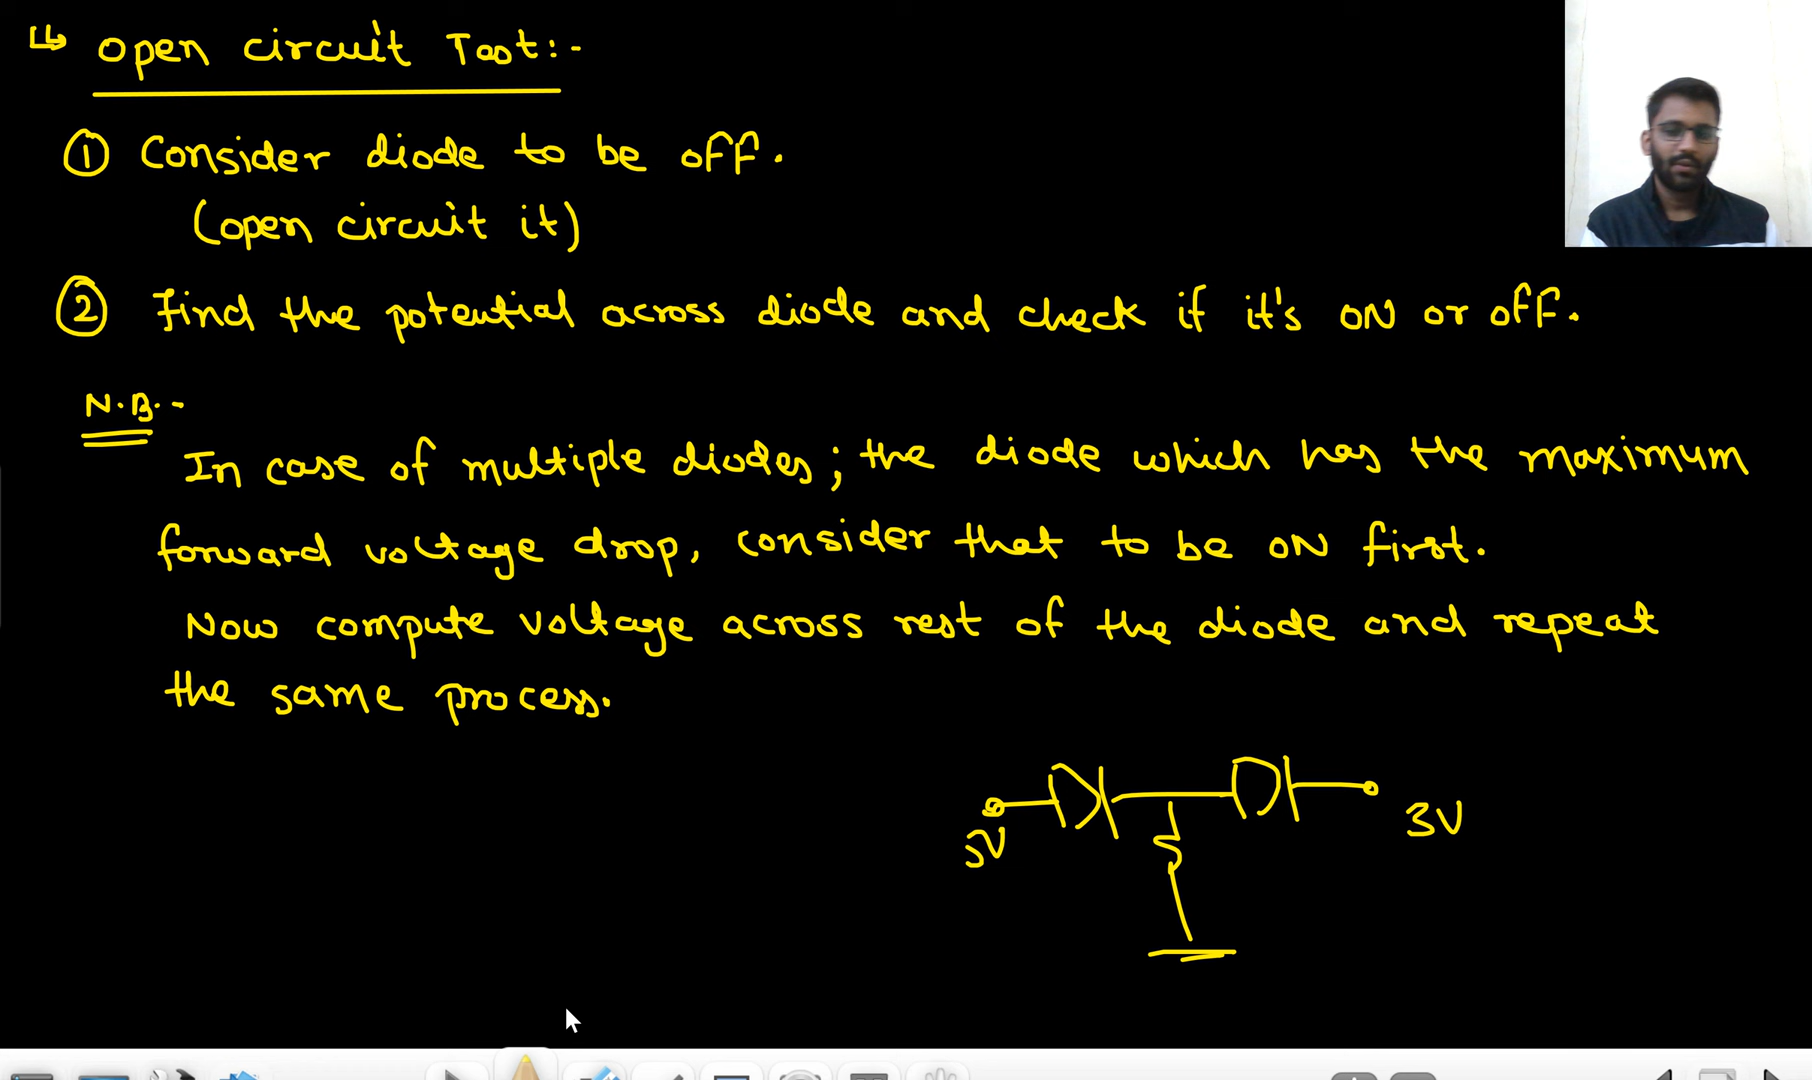 Open circuit Test:-
① Consider diode to be off.
(open circuit it)
② Find the potential across diode and check if it's ON or off.
N.B.-
In case of multiple diodes; the diode which has the maximum
forward voltage drop, consider that to be ON first.
Now compute voltage across rest of the diode and repeat
the same process.
3V